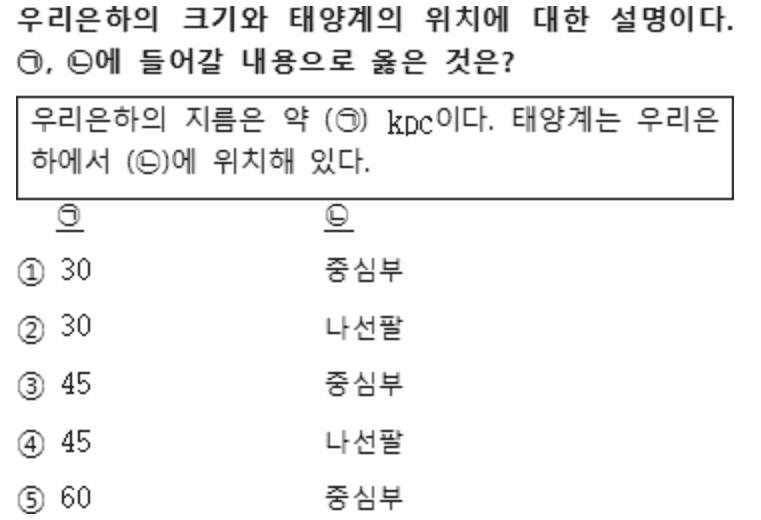 우리은하의 크기와 태양계의 위치에 대한 설명이다.
㉠, ㉡에 들어갈 내용으로 옳은 것은?
우리은하의 지름은 약 (㉠) kpc이다. 태양계는 우리은
하에서 (㉡)에 위치해 있다.
㉠ ㉡
① 30 중심부
② 30 나선팔
③ 45 중심부
④ 45 나선팔
⑤ 60 중심부